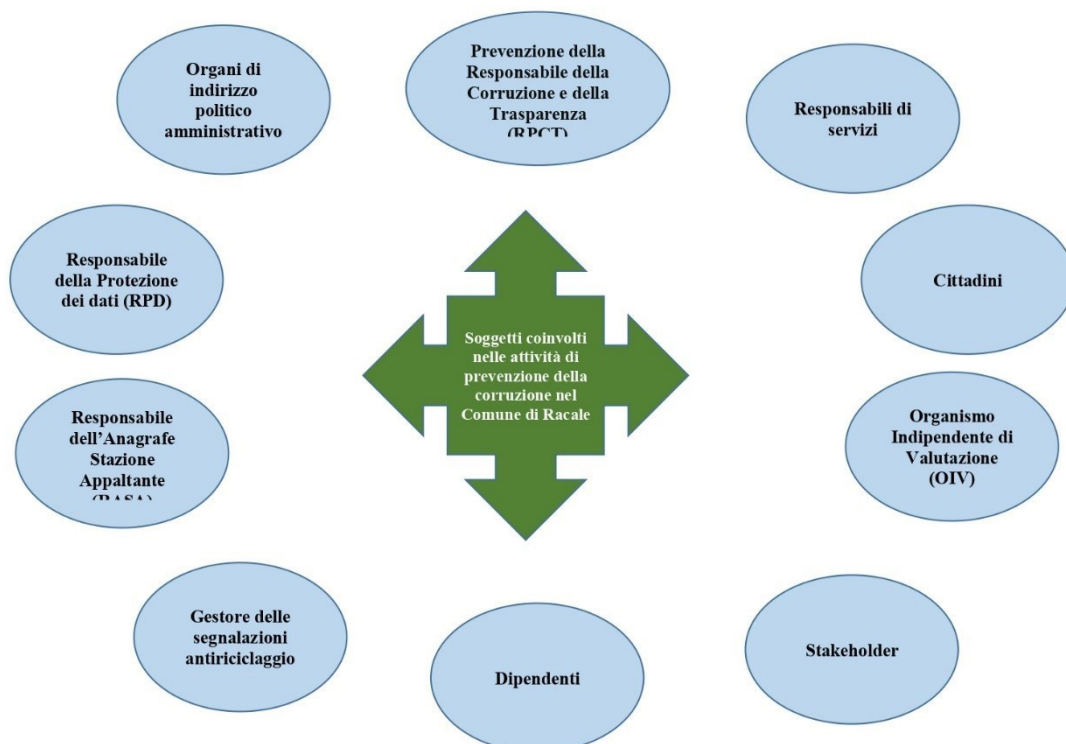 Organi di
indirizzo
politico
amministrativo
Prevenzione della
Responsabile della
Corruzione e della
Trasparenza
(RPCT)
Responsabili di
servizi
Responsabile
della Protezione
dei dati (RPD)
Cittadini
Soggetti coinvolti
nelle attività di
prevenzione della
corruzione nel
Comune di Racale
Responsabile
dell’Anagrafe
Stazione
Appaltante
(RASA)
Organismo
Indipendente di
Valutazione
(OIV)
Gestore delle
segnalazioni
antiriciclaggio
Dipendenti
Stakeholder